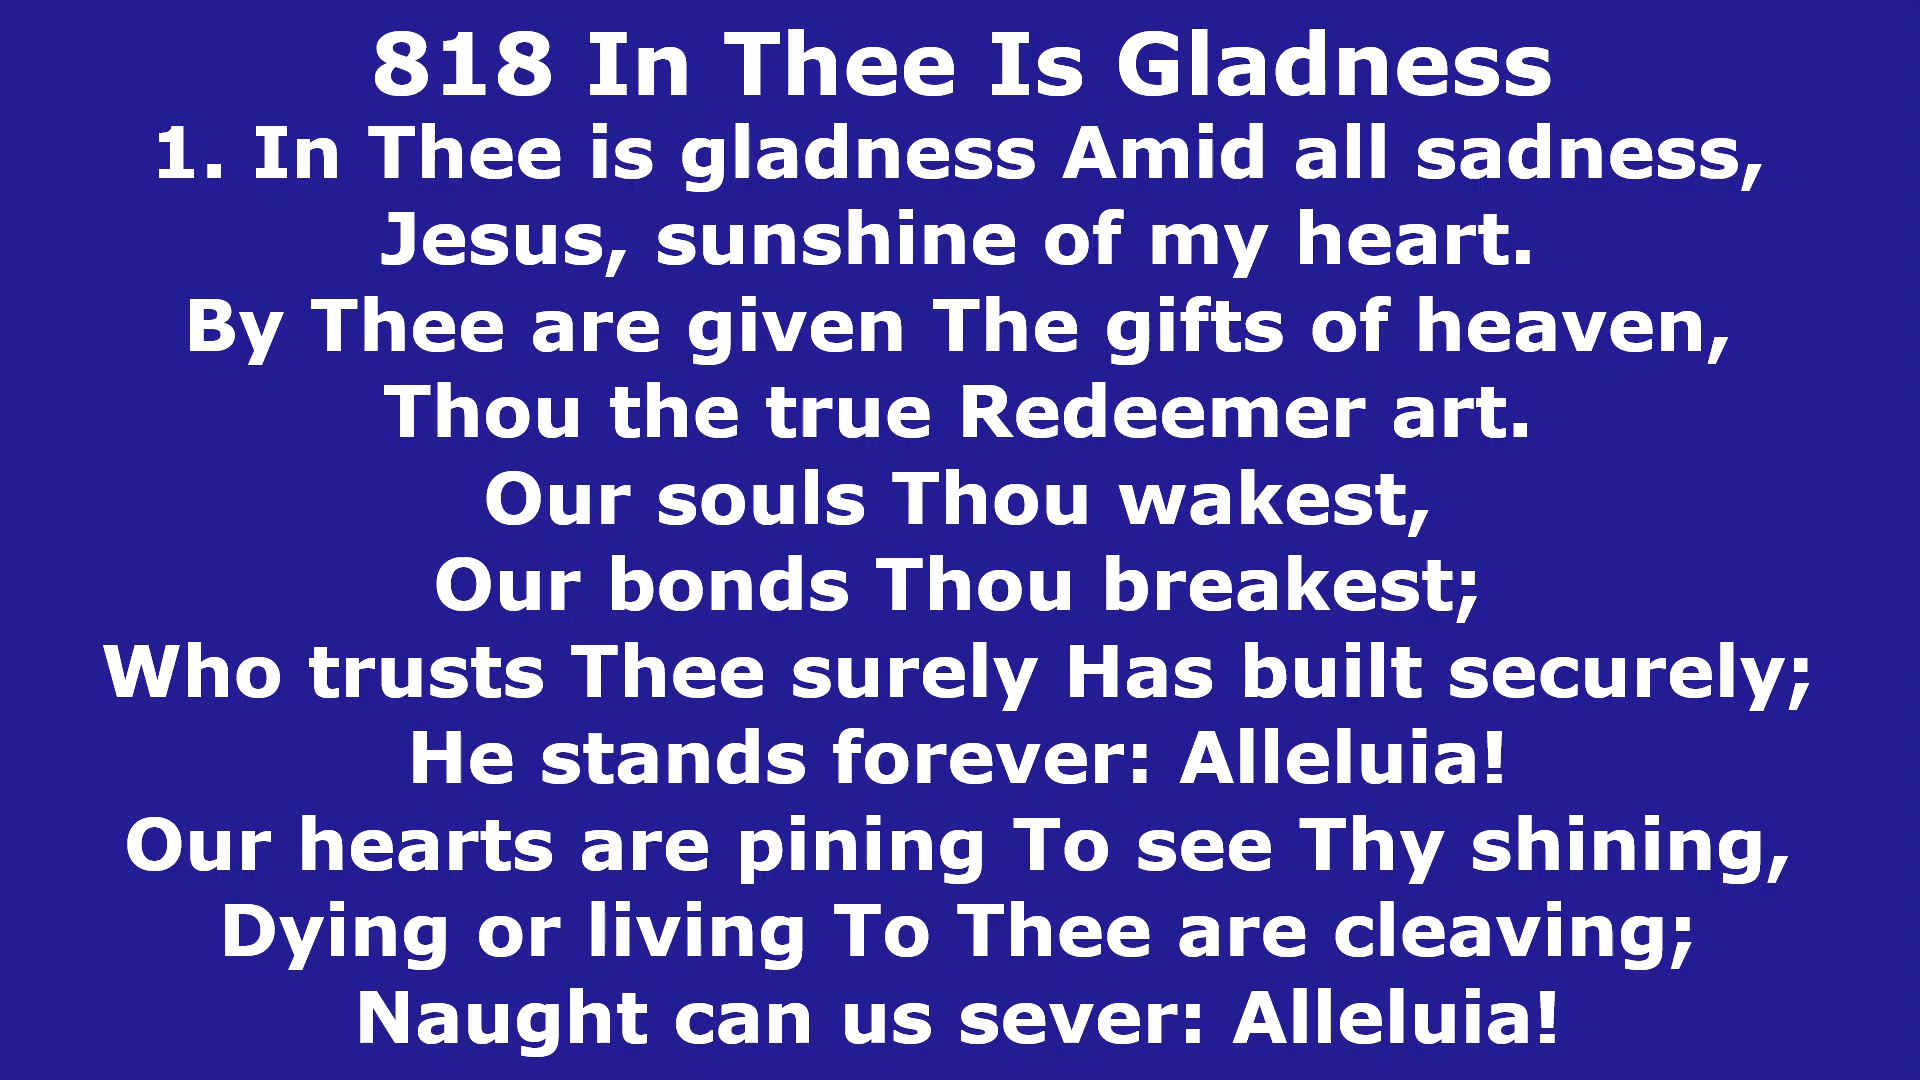 818 In Thee Is Gladness
1. In Thee is gladness Amid all sadness,
Jesus, sunshine of my heart.
By Thee are given The gifts of heaven,
Thou the true Redeemer art.
Our souls Thou wakest,
Our bonds Thou breakest;
Who trusts Thee surely Has built securely;
He stands forever: Alleluia!
Our hearts are pining To see Thy shining,
Dying or living To Thee are cleaving;
Naught can us sever: Alleluia!